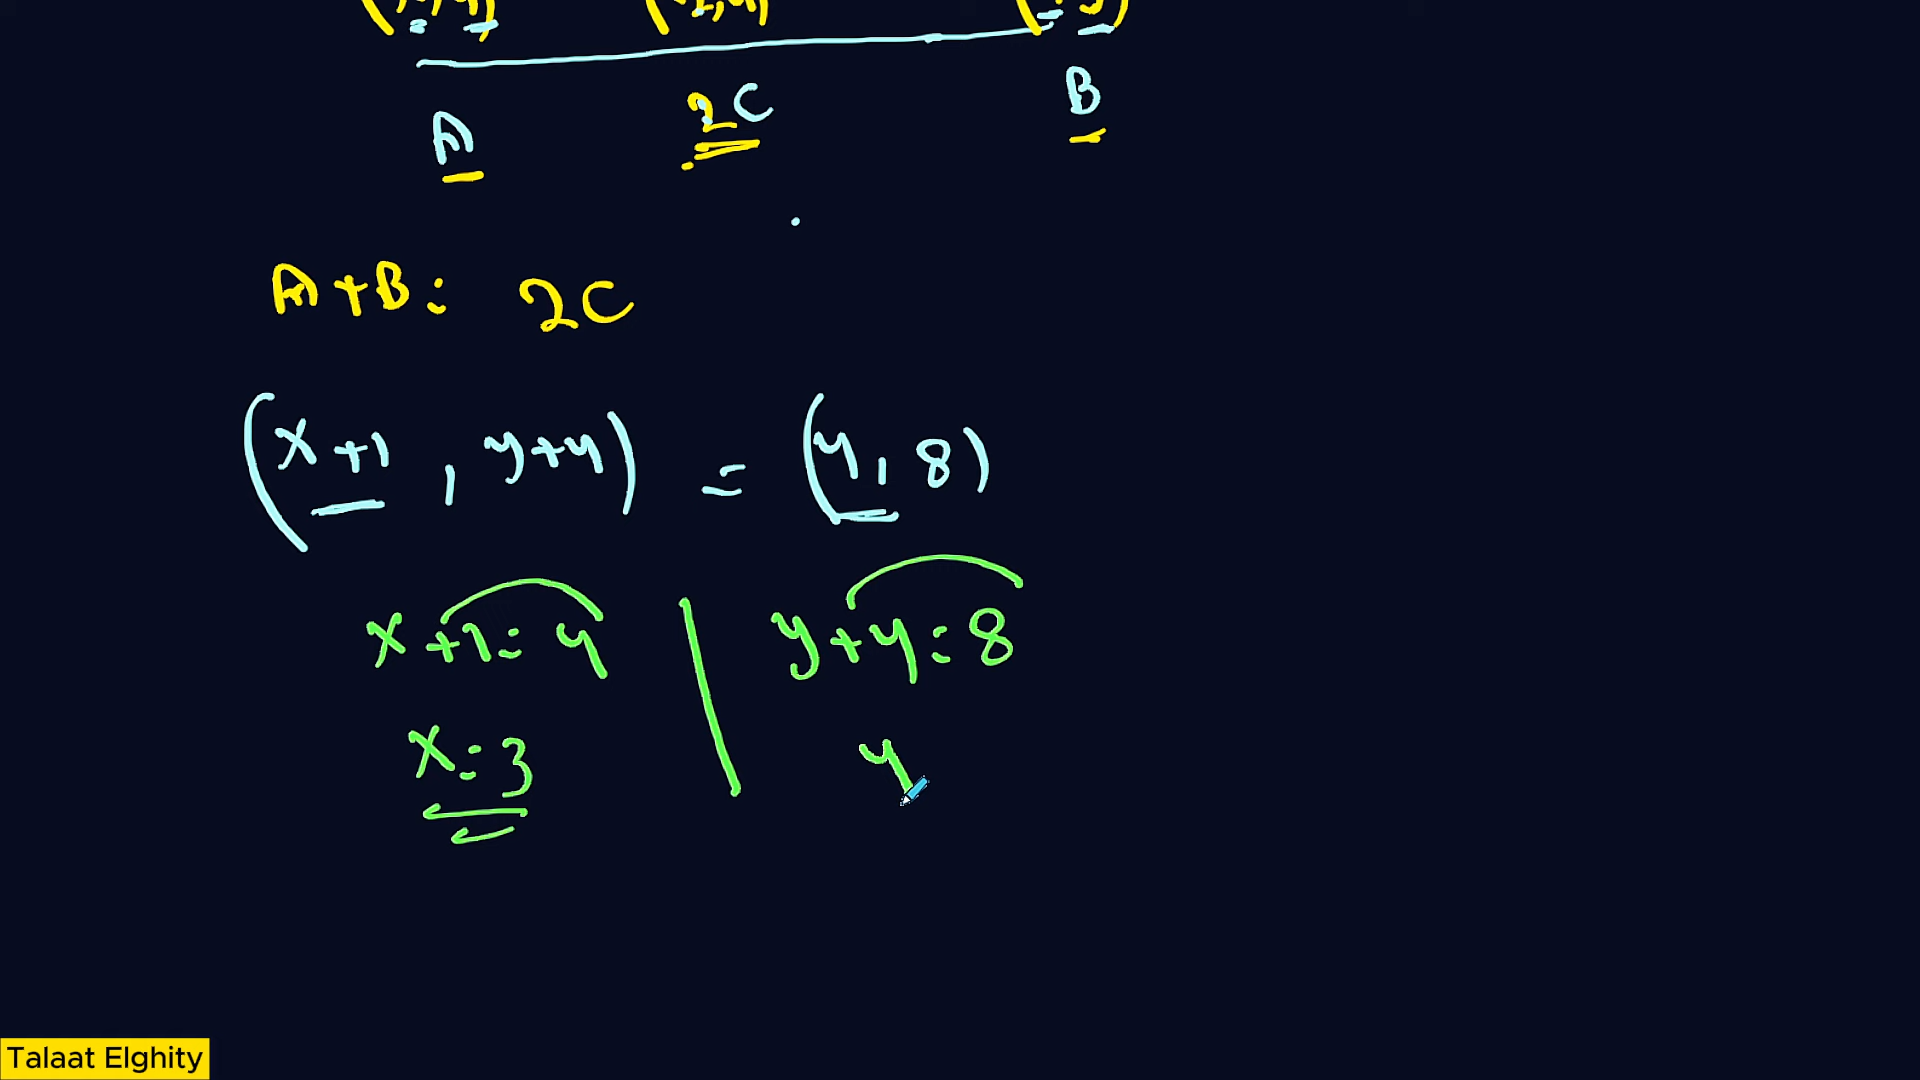 A 2C B
A+B= 2C
(x+1, y+4) = (4, 8)
x+1=4 | y+4=8
x=3 y
Talaat Elghity